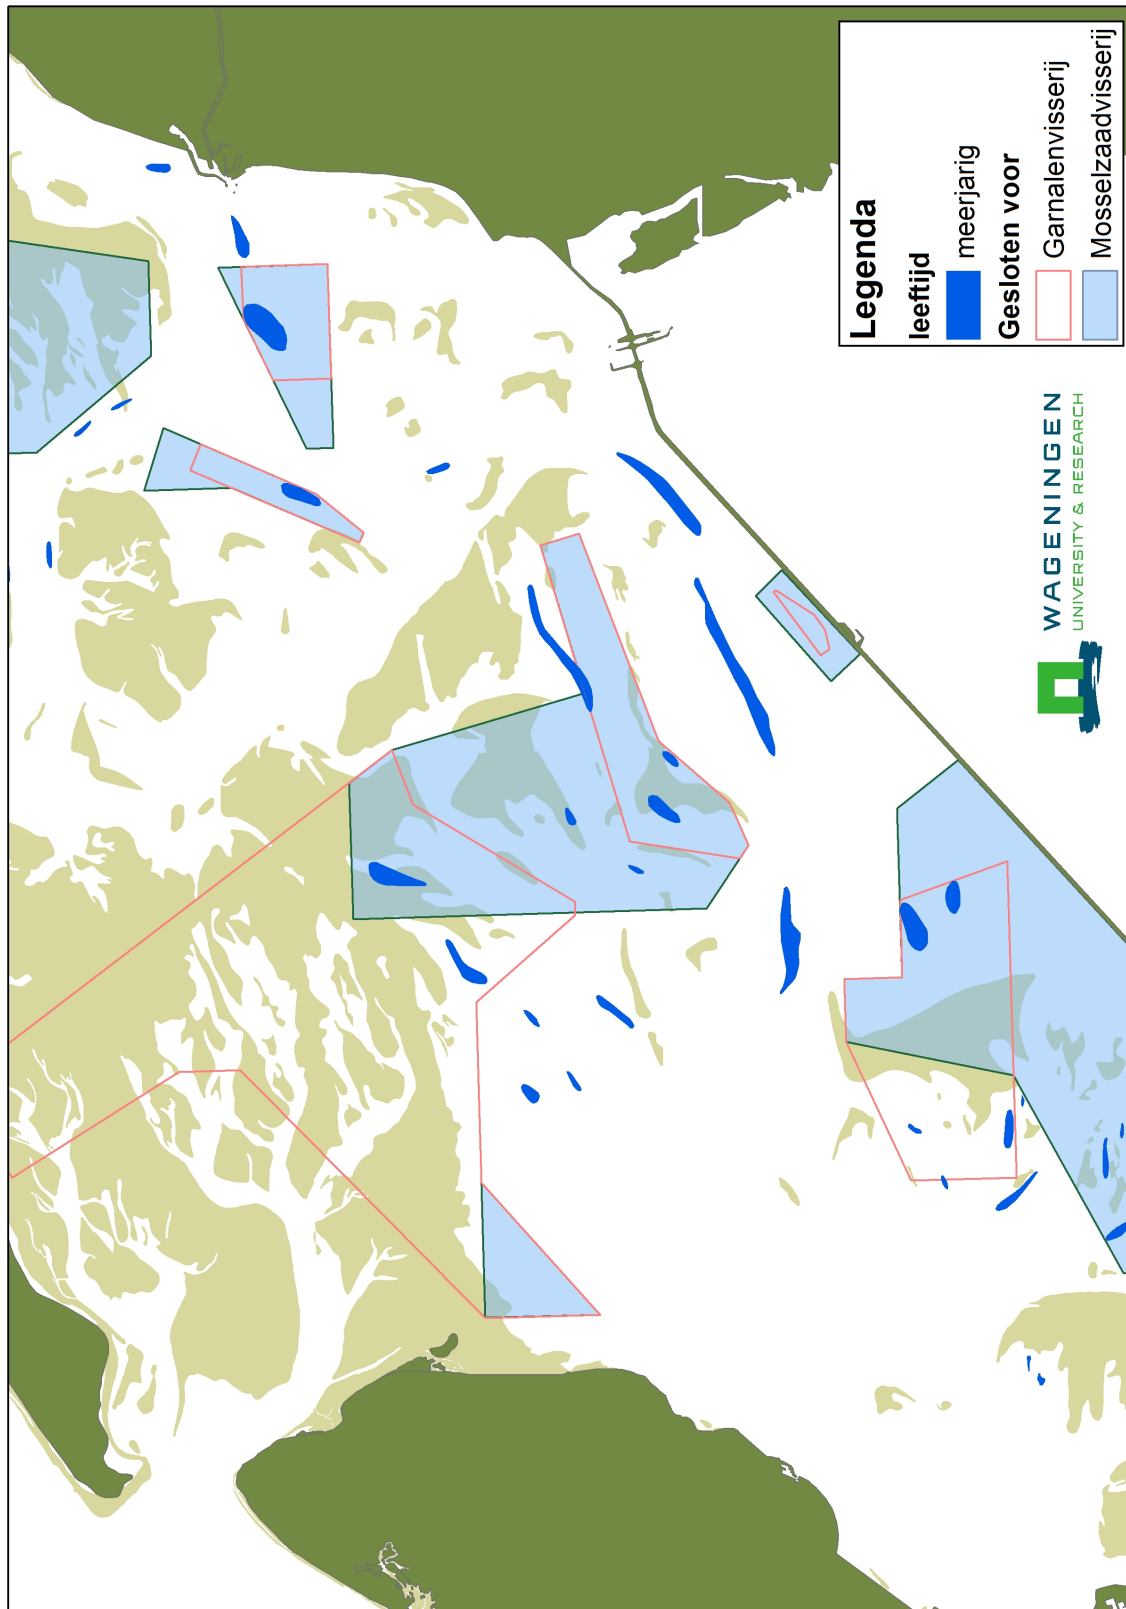 Legenda
leeftijd
meerjarig
Gesloten voor
Garnalenvisserij
Mosselzaadvisserij
WAGENINGEN
UNIVERSITY & RESEARCH